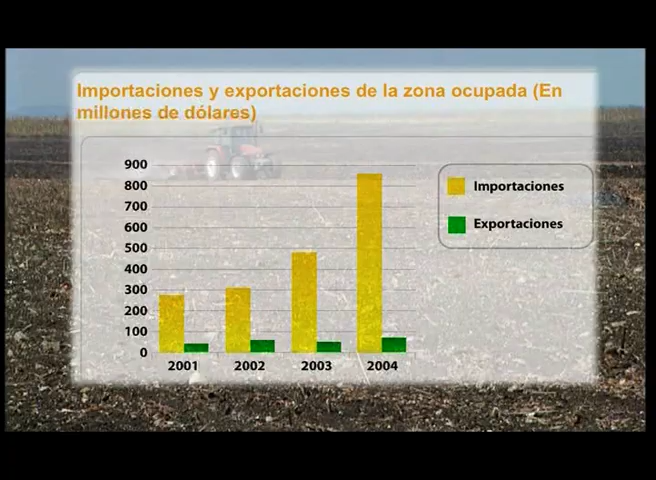 Importaciones y exportaciones de la zona ocupada (En
millones de dólares)
900
800
700
600
500
400
300
200
100
0
2001 2002 2003 2004
Importaciones
Exportaciones